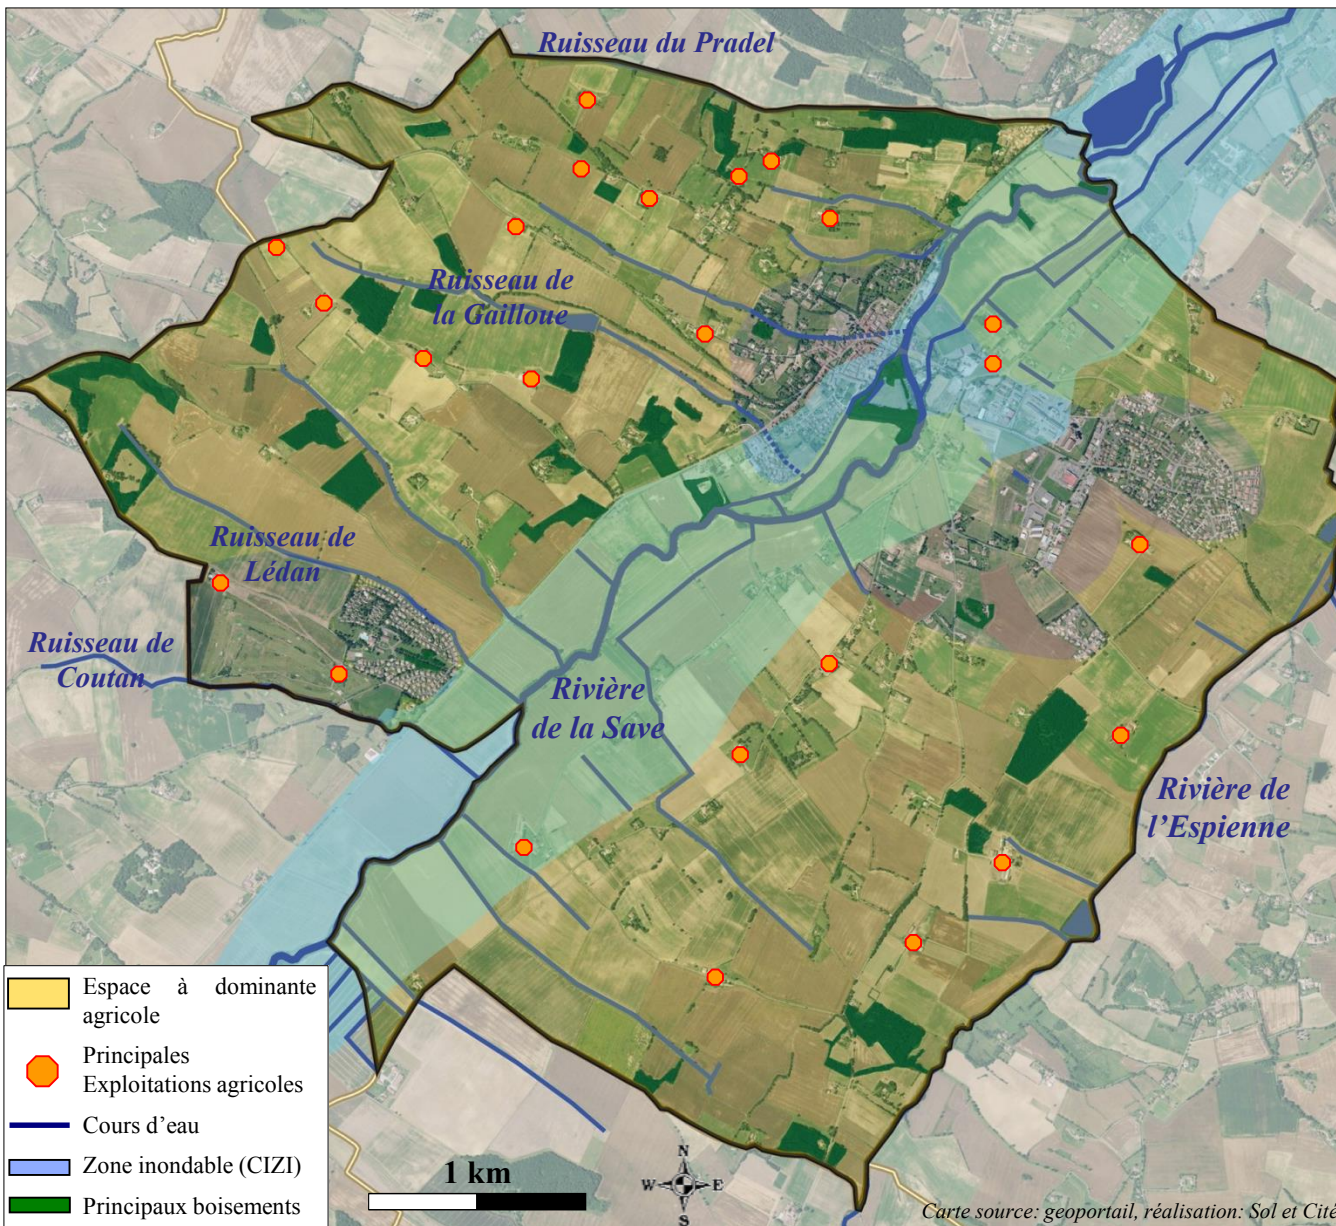 Ruisseau du Pradel
Ruisseau de
la Gailloue
Ruisseau de
Lédan
Ruisseau de
Coutan
Rivière
de la Save
Rivière de
l'Espienne
Espace à dominante
agricole
Principales
Exploitations agricoles
Cours d'eau
Zone inondable (CIZI)
Principaux boisements
1 km
N
W
E
S
Carte source: geoportail, réalisation: Sol et Cité